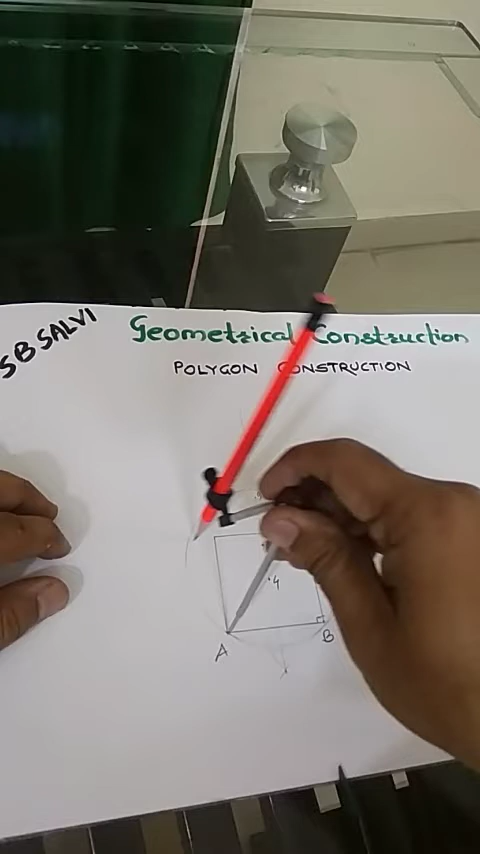 SB SALVI
Geometrical Construction
POLYGON CONSTRUCTION
4
A
B